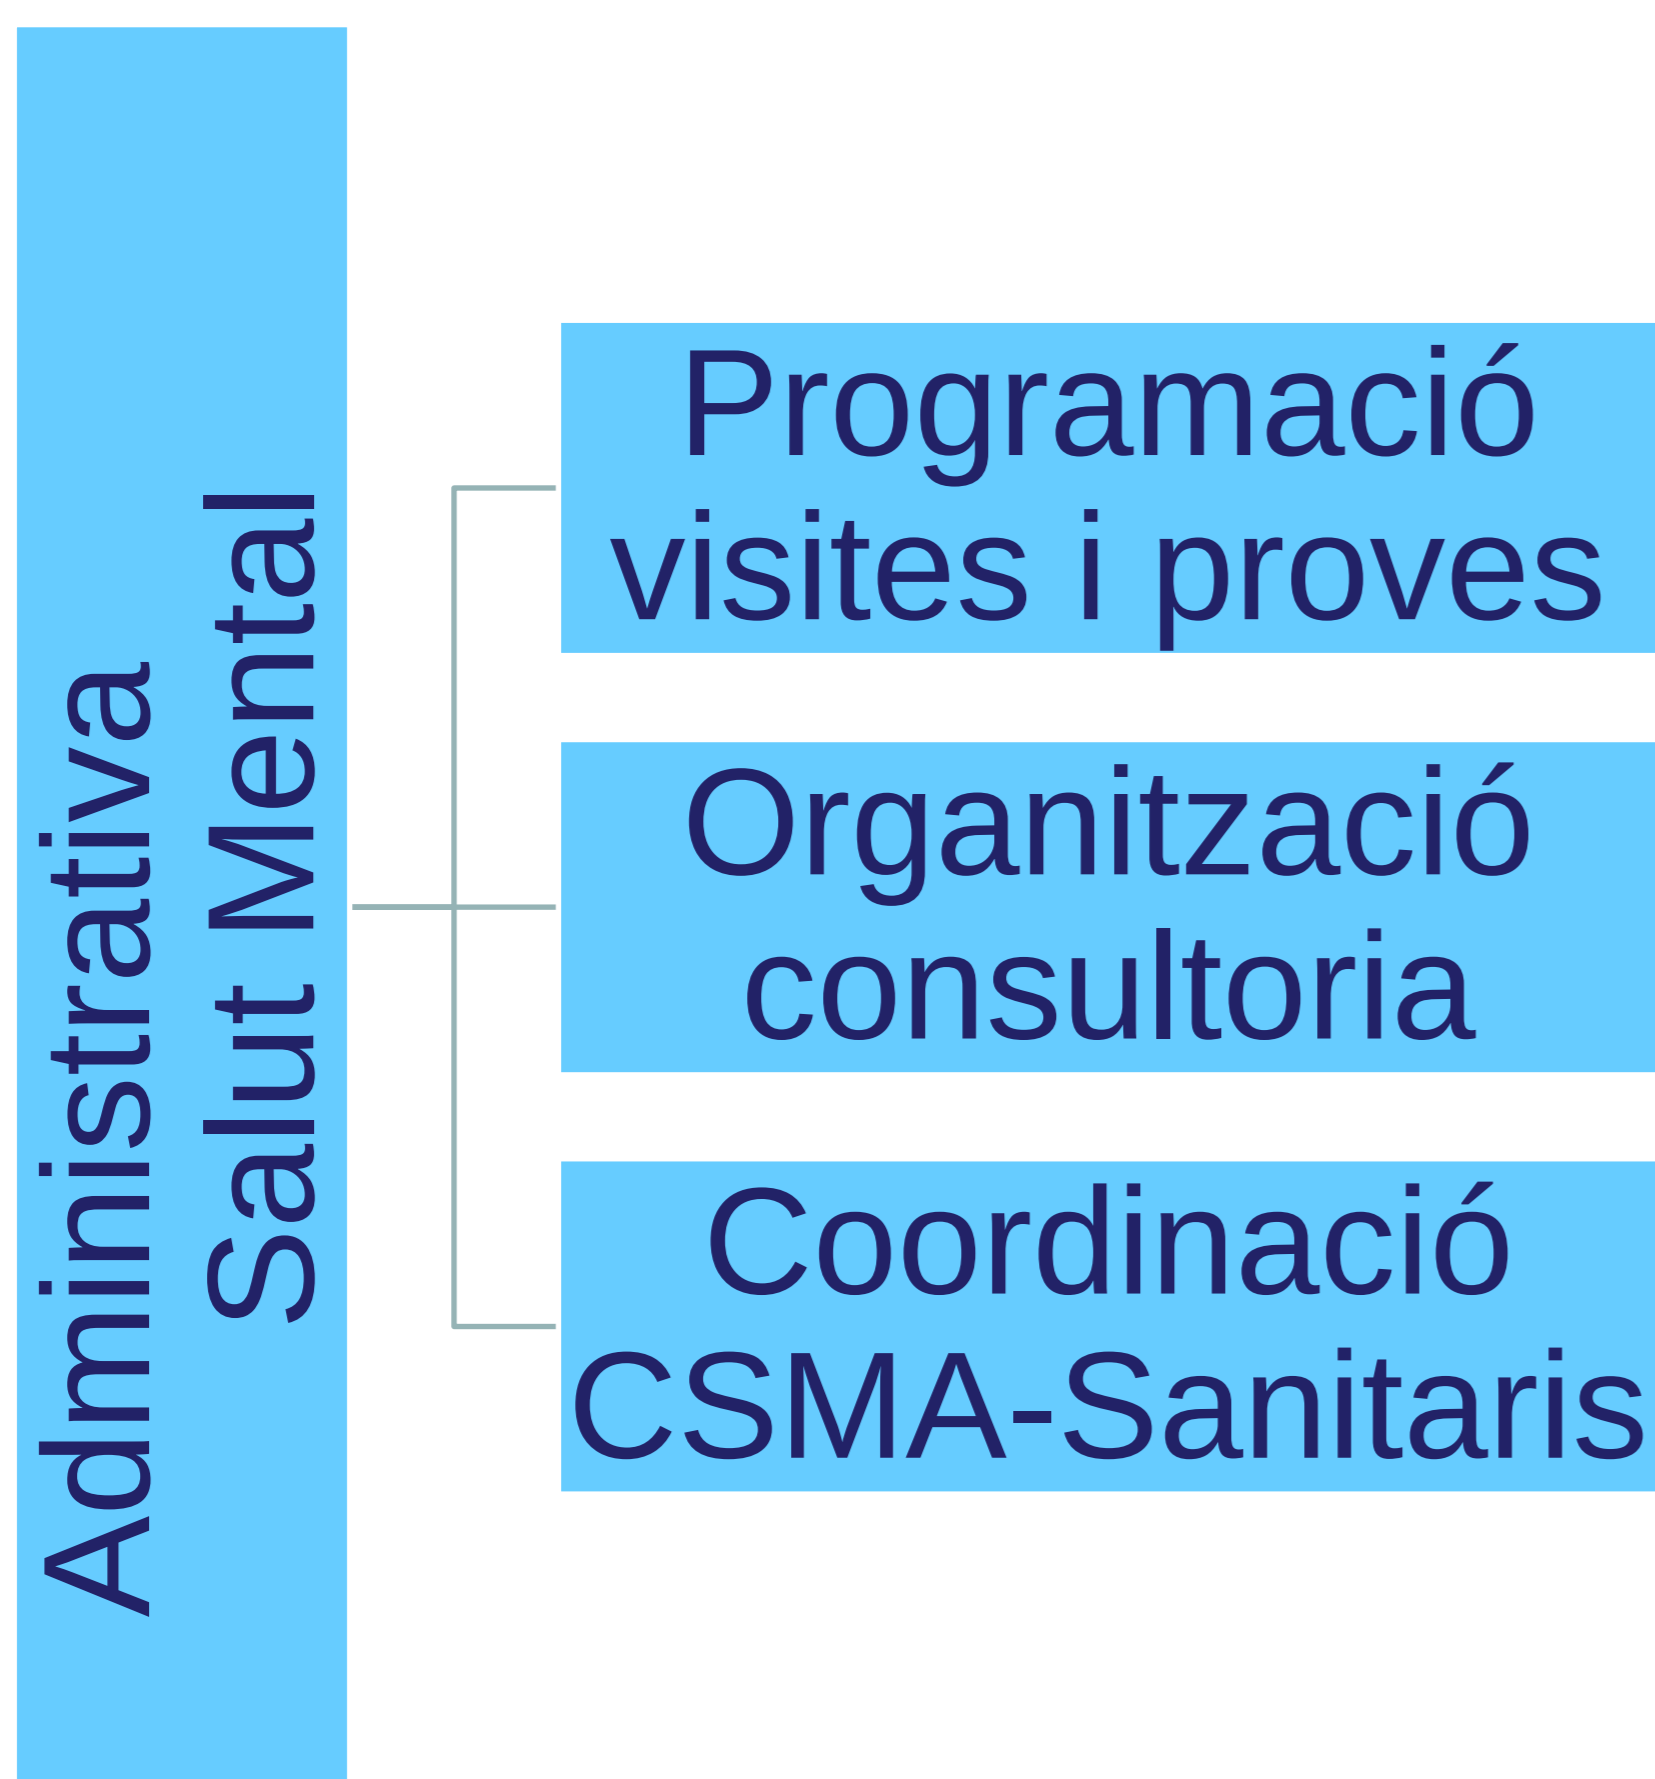 Administrativa
Salut Mental
Programació
visites i proves
Organització
consultoria
Coordinació
CSMA-Sanitaris